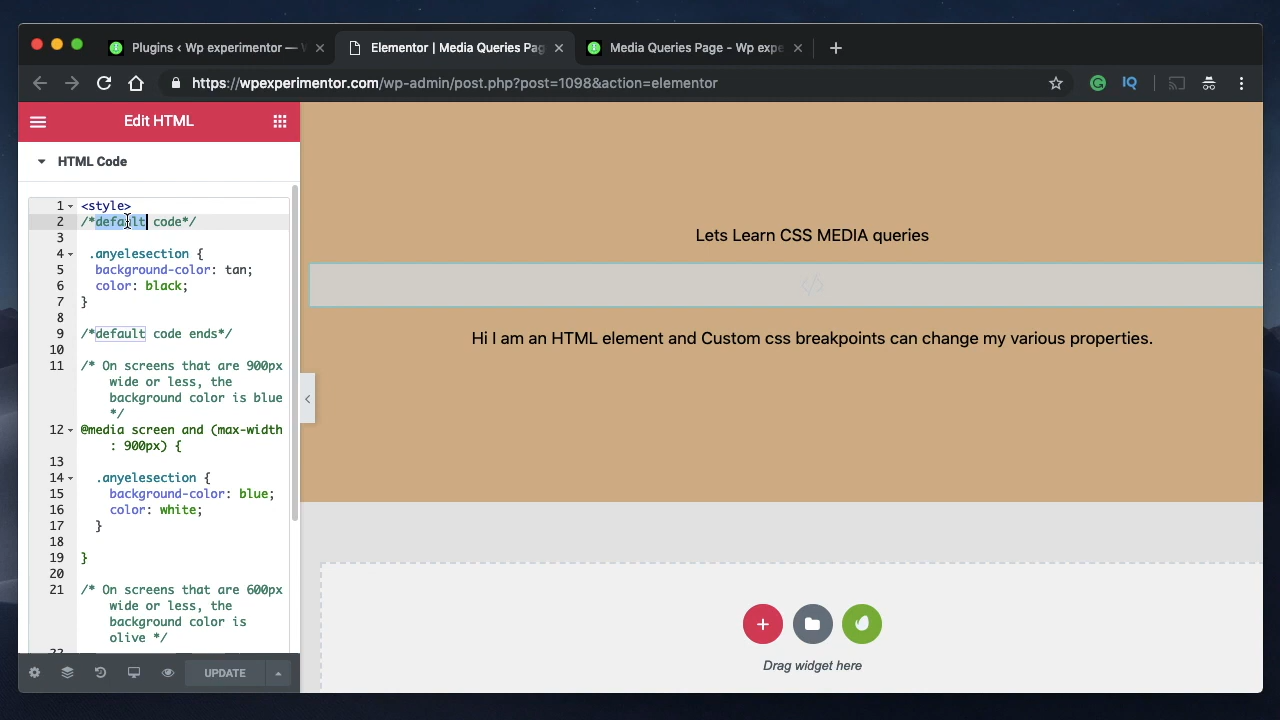 Plugins ‹ Wp experimentor —
Elementor | Media Queries Pag
Media Queries Page - Wp expe
https://wpexperimentor.com/wp-admin/post.php?post=1098&action=elementor
IQ
Edit HTML
HTML Code
1 <style>
2 /*default code*/
3
4 .anyelesection {
5 background-color: tan;
6 color: black;
7 }
8
9 /*default code ends*/
10
11 /* On screens that are 900px
wide or less, the
background color is blue
*/
12 @media screen and (max-width
: 900px) {
13
14 .anyelesection {
15 background-color: blue;
16 color: white;
17 }
18
19 }
20
21 /* On screens that are 600px
wide or less, the
background color is
olive */
22
UPDATE
Lets Learn CSS MEDIA queries
Hi I am an HTML element and Custom css breakpoints can change my various properties.
Drag widget here